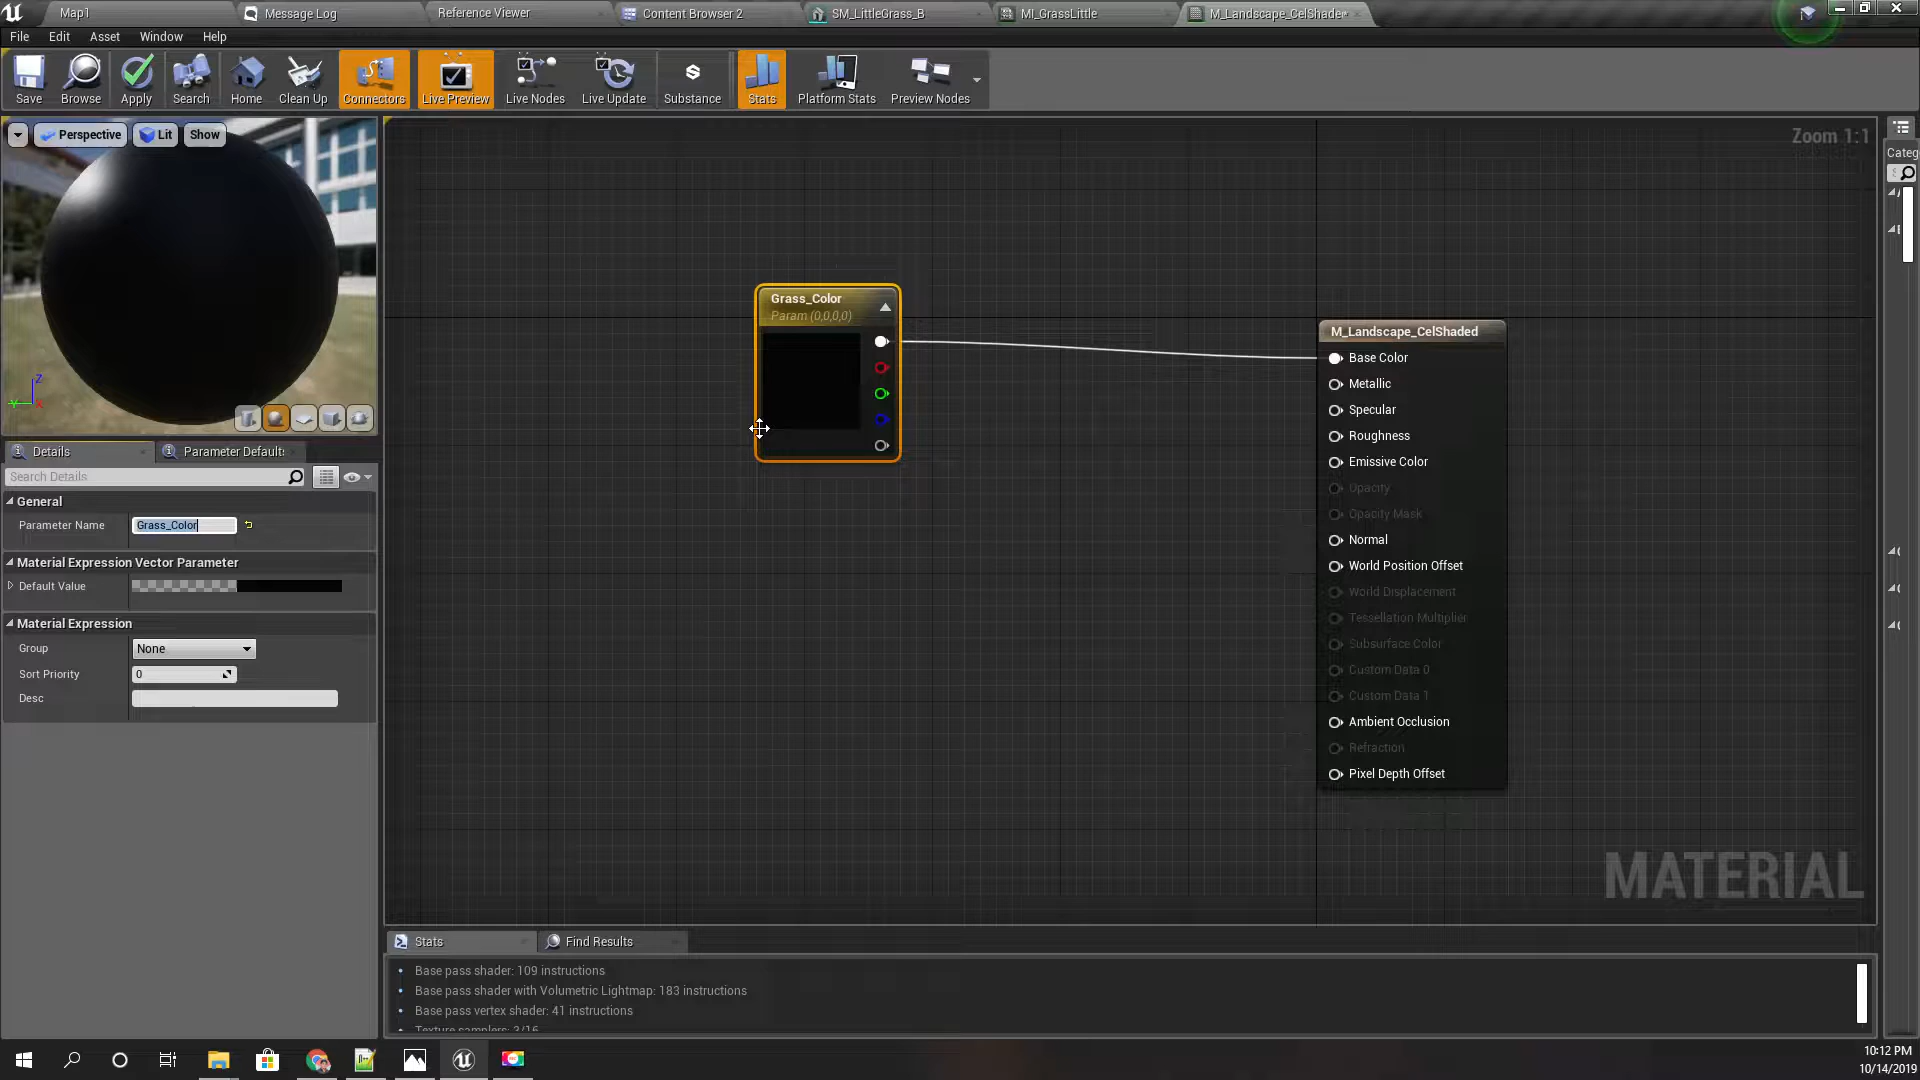 Map1
Message Log
Reference Viewer
Content Browser 2
SM_LittleGrass_B
MI_GrassLittle
M_Landscape_CelShade*
File
Edit
Asset
Window
Help
Save
Browse
Apply
Search
Home
Clean Up
Connectors
Live Preview
Live Nodes
Live Update
Substance
Stats
Platform Stats
Preview Nodes
Perspective
Lit
Show
Zoom 1:1
Categ
Grass_Color
Param (0,0,0,0)
M_Landscape_CelShaded
Base Color
Metallic
Specular
Roughness
Emissive Color
Opacity
Opacity Mask
Normal
World Position Offset
World Displacement
Tessellation Multiplier
Subsurface Color
Custom Data 0
Custom Data 1
Ambient Occlusion
Refraction
Pixel Depth Offset
Z
Y
X
Details
Parameter Default
Search Details
General
Parameter Name
Grass_Color
Material Expression Vector Parameter
Default Value
Material Expression
Group
None
Sort Priority
0
Desc
MATERIAL
Stats
Find Results
Base pass shader: 109 instructions
Base pass shader with Volumetric Lightmap: 183 instructions
Base pass vertex shader: 41 instructions
Texture samplers: 3/16
10:12 PM
10/14/2019